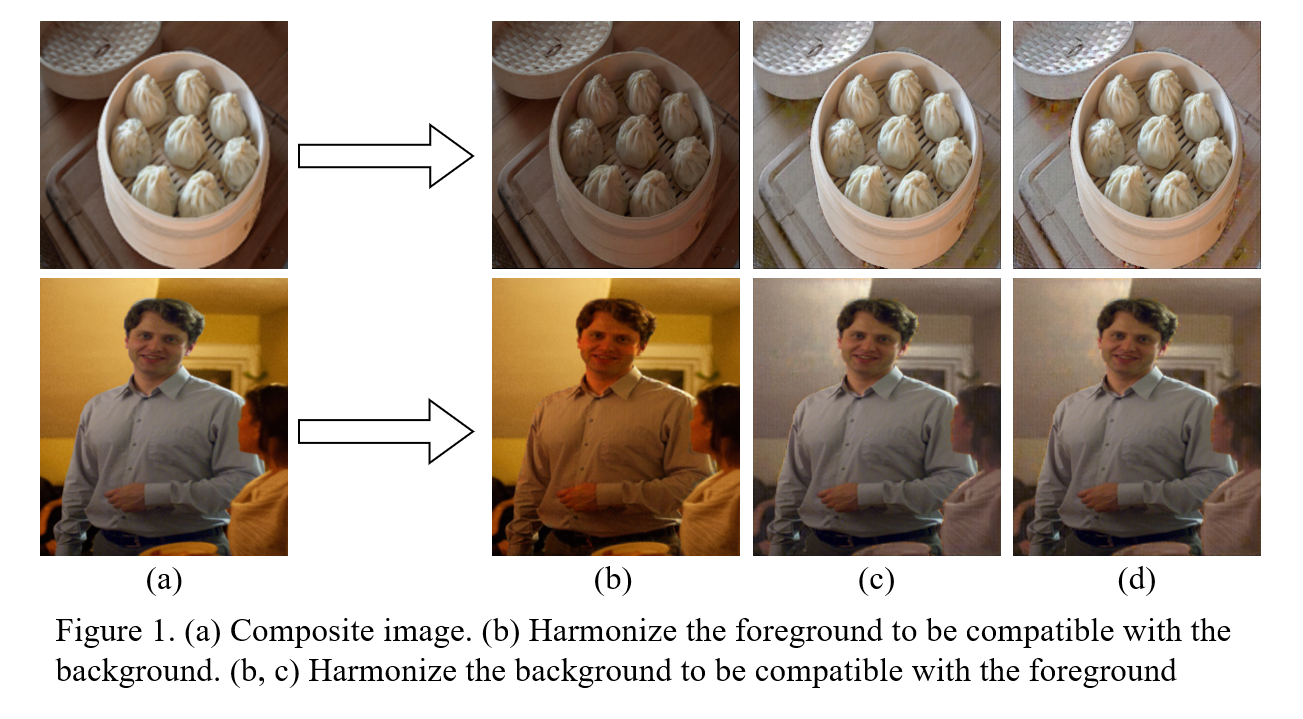 (a) (b) (c) (d)
Figure 1. (a) Composite image. (b) Harmonize the foreground to be compatible with the
background. (b, c) Harmonize the background to be compatible with the foreground